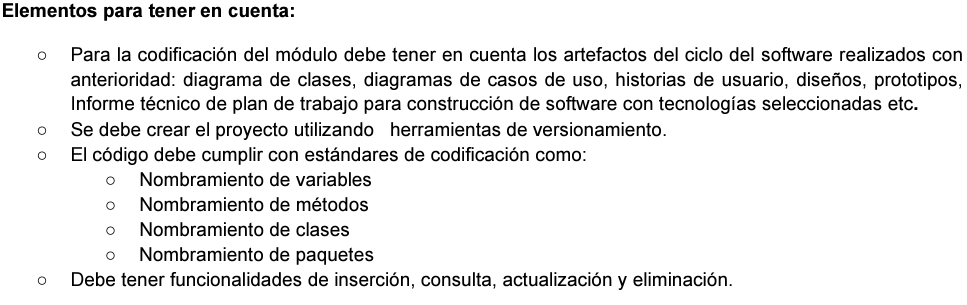 Elementos para tener en cuenta:
○ Para la codificación del módulo debe tener en cuenta los artefactos del ciclo del software realizados con
anterioridad: diagrama de clases, diagramas de casos de uso, historias de usuario, diseños, prototipos,
Informe técnico de plan de trabajo para construcción de software con tecnologías seleccionadas etc.
○ Se debe crear el proyecto utilizando herramientas de versionamiento.
○ El código debe cumplir con estándares de codificación como:
○ Nombramiento de variables
○ Nombramiento de métodos
○ Nombramiento de clases
○ Nombramiento de paquetes
○ Debe tener funcionalidades de inserción, consulta, actualización y eliminación.